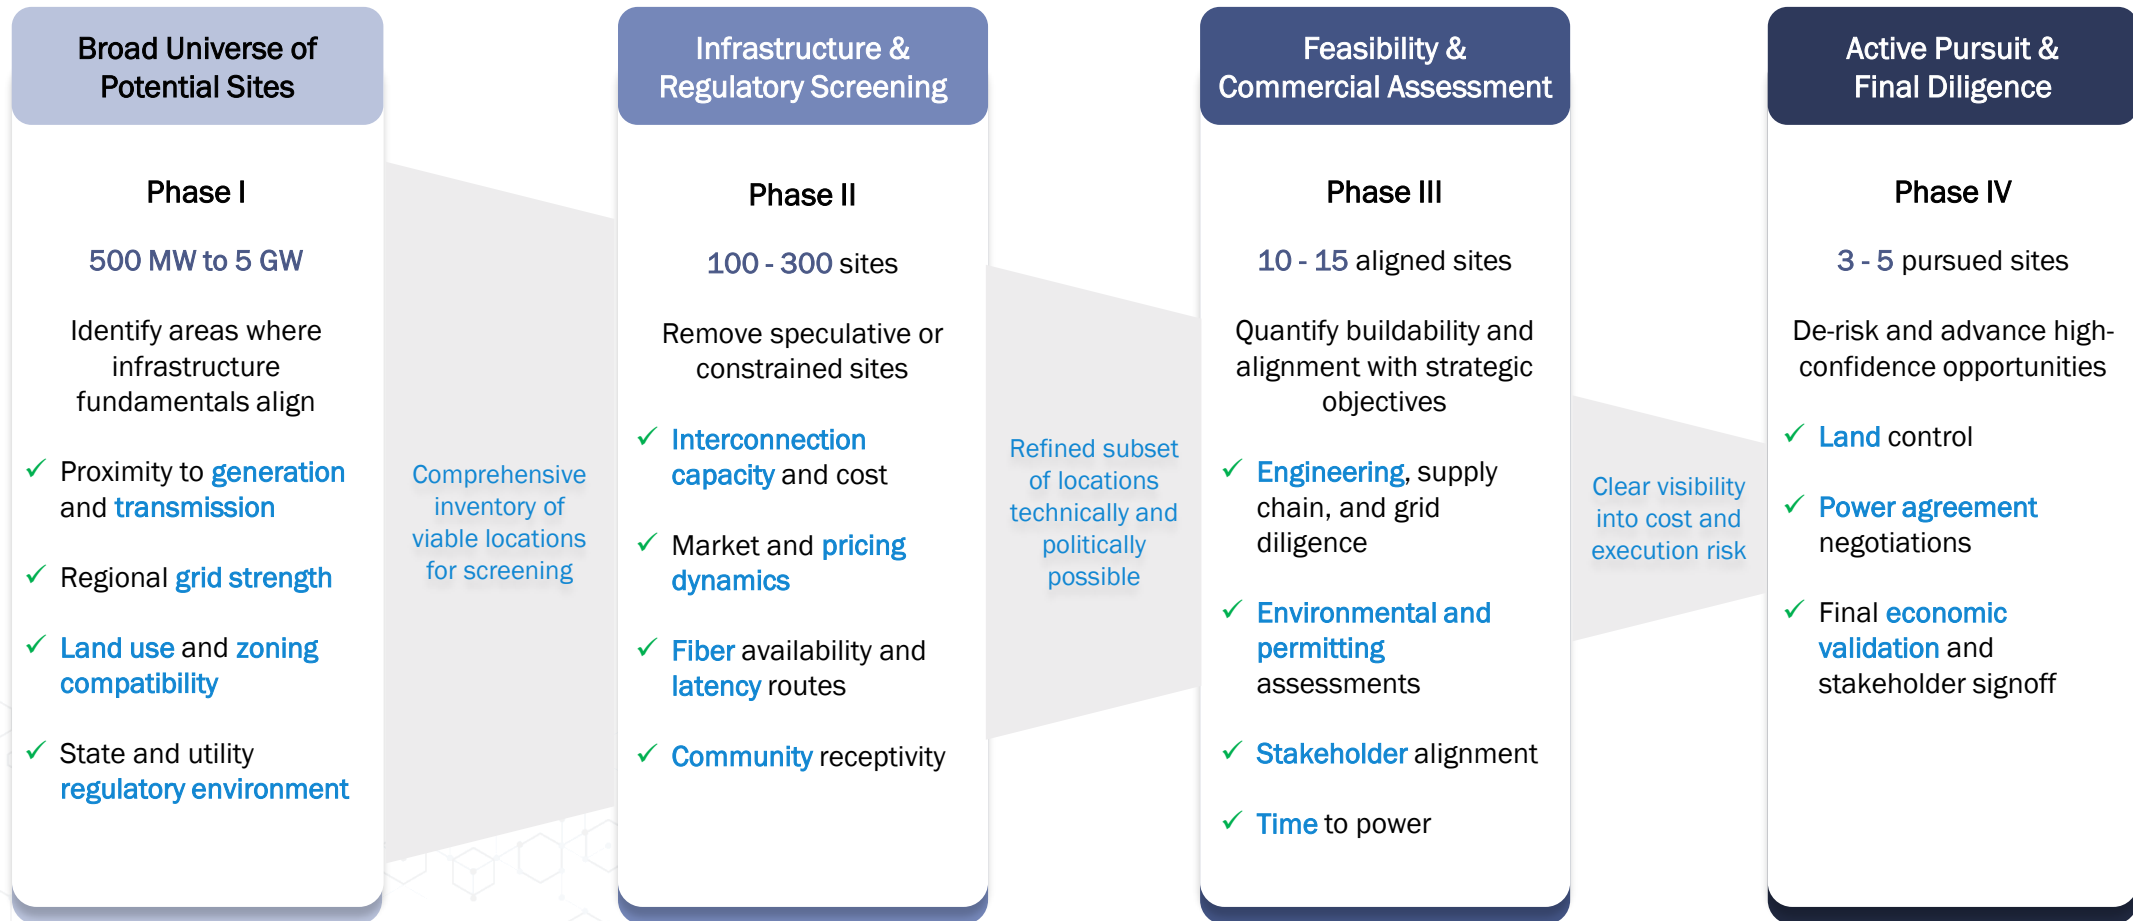 Broad Universe of
Potential Sites
Phase I
500 MW to 5 GW
Identify areas where
infrastructure
fundamentals align
✓ Proximity to generation
and transmission
✓ Regional grid strength
✓ Land use and zoning
compatibility
✓ State and utility
regulatory environment
Comprehensive
inventory of
viable locations
for screening
Infrastructure &
Regulatory Screening
Phase II
100 - 300 sites
Remove speculative or
constrained sites
✓ Interconnection
capacity and cost
✓ Market and pricing
dynamics
✓ Fiber availability and
latency routes
✓ Community receptivity
Refined subset
of locations
technically and
politically
possible
Feasibility &
Commercial Assessment
Phase III
10 - 15 aligned sites
Quantify buildability and
alignment with strategic
objectives
✓ Engineering, supply
chain, and grid
diligence
✓ Environmental and
permitting
assessments
✓ Stakeholder alignment
✓ Time to power
Clear visibility
into cost and
execution risk
Active Pursuit &
Final Diligence
Phase IV
3 - 5 pursued sites
De-risk and advance high-
confidence opportunities
✓ Land control
✓ Power agreement
negotiations
✓ Final economic
validation and
stakeholder signoff